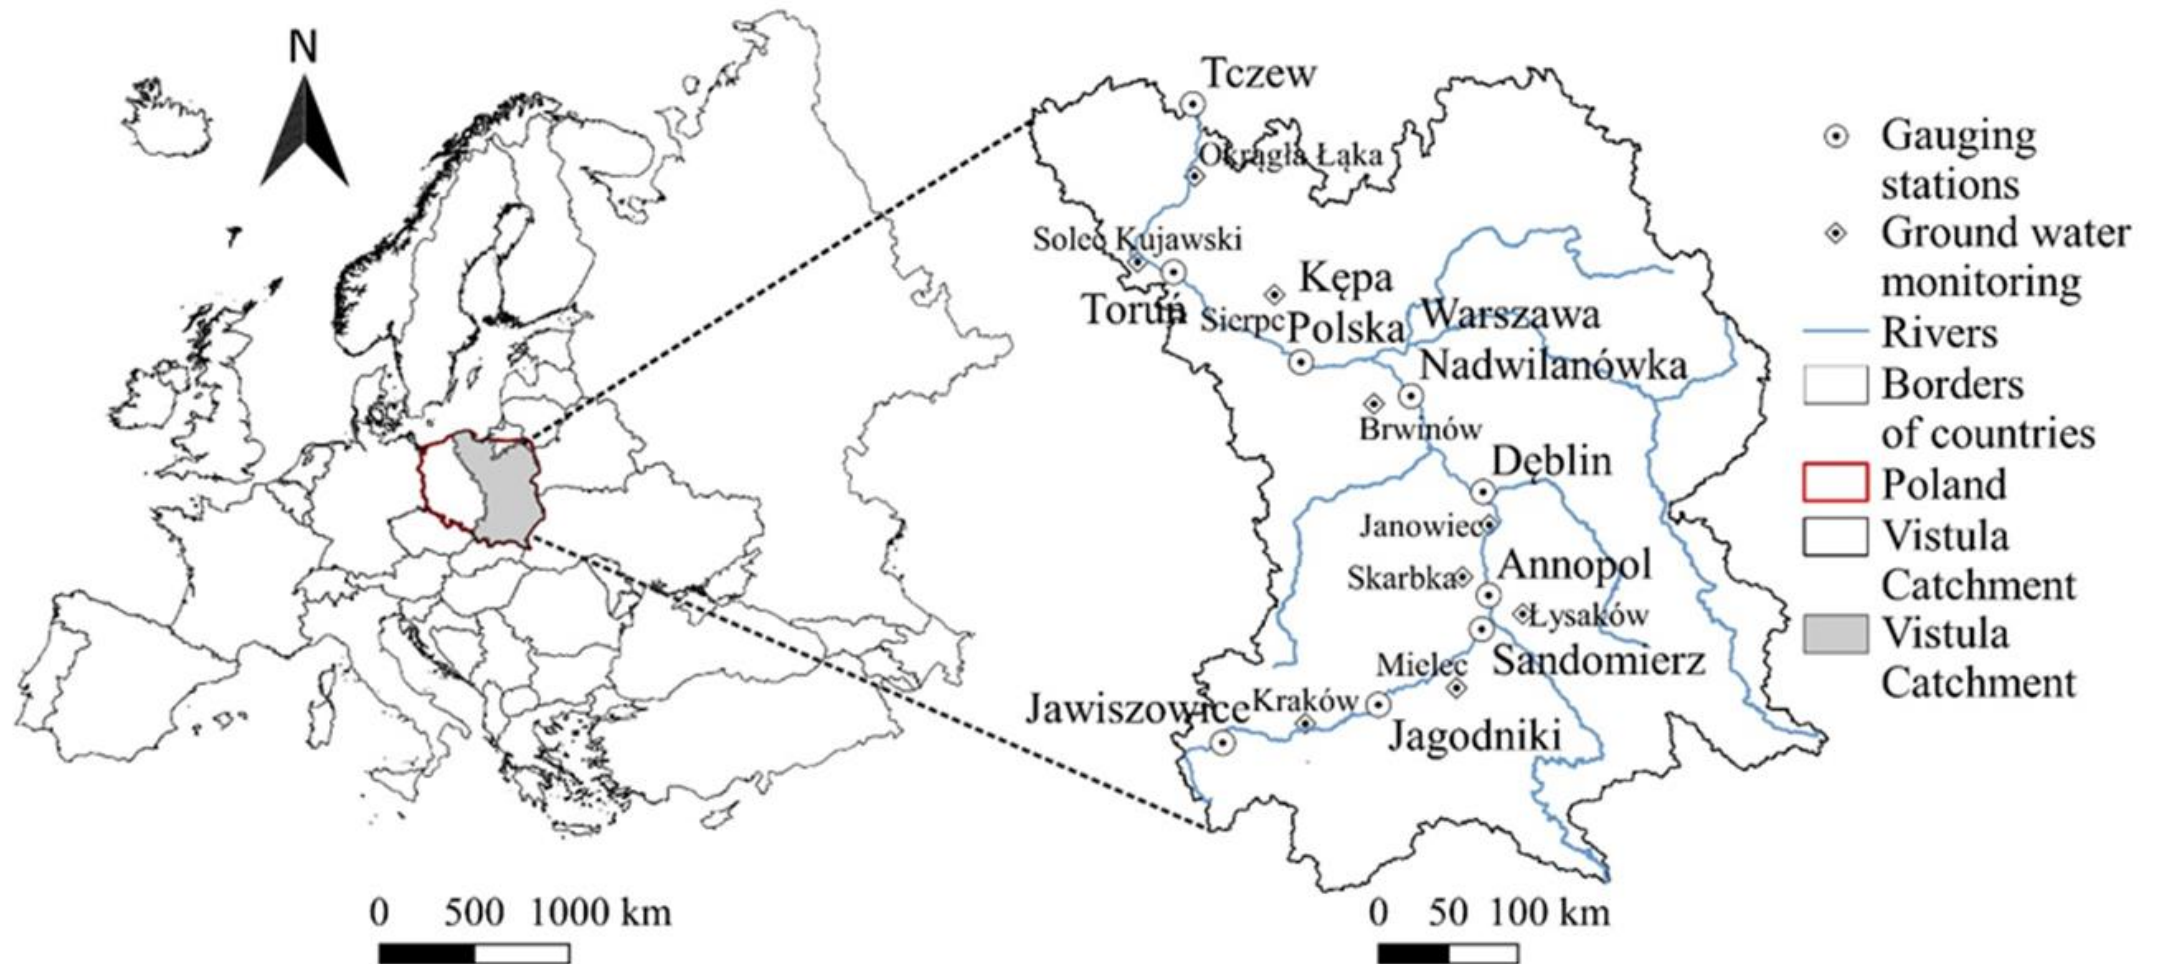 N
Tczew
Okrągła Łąka
Solec Kujawski
Kępa
Toruń
Sierpc
Polska
Warszawa
Nadwilanówka
Brwinów
Dęblin
Janowiec
Annopol
Skarbka
Łysaków
Sandomierz
Mielec
Jawiszowice
Kraków
Jagodniki
Gauging
stations
Ground water
monitoring
Rivers
Borders
of countries
Poland
Vistula
Catchment
Vistula
Catchment
0 500 1000 km
0 50 100 km